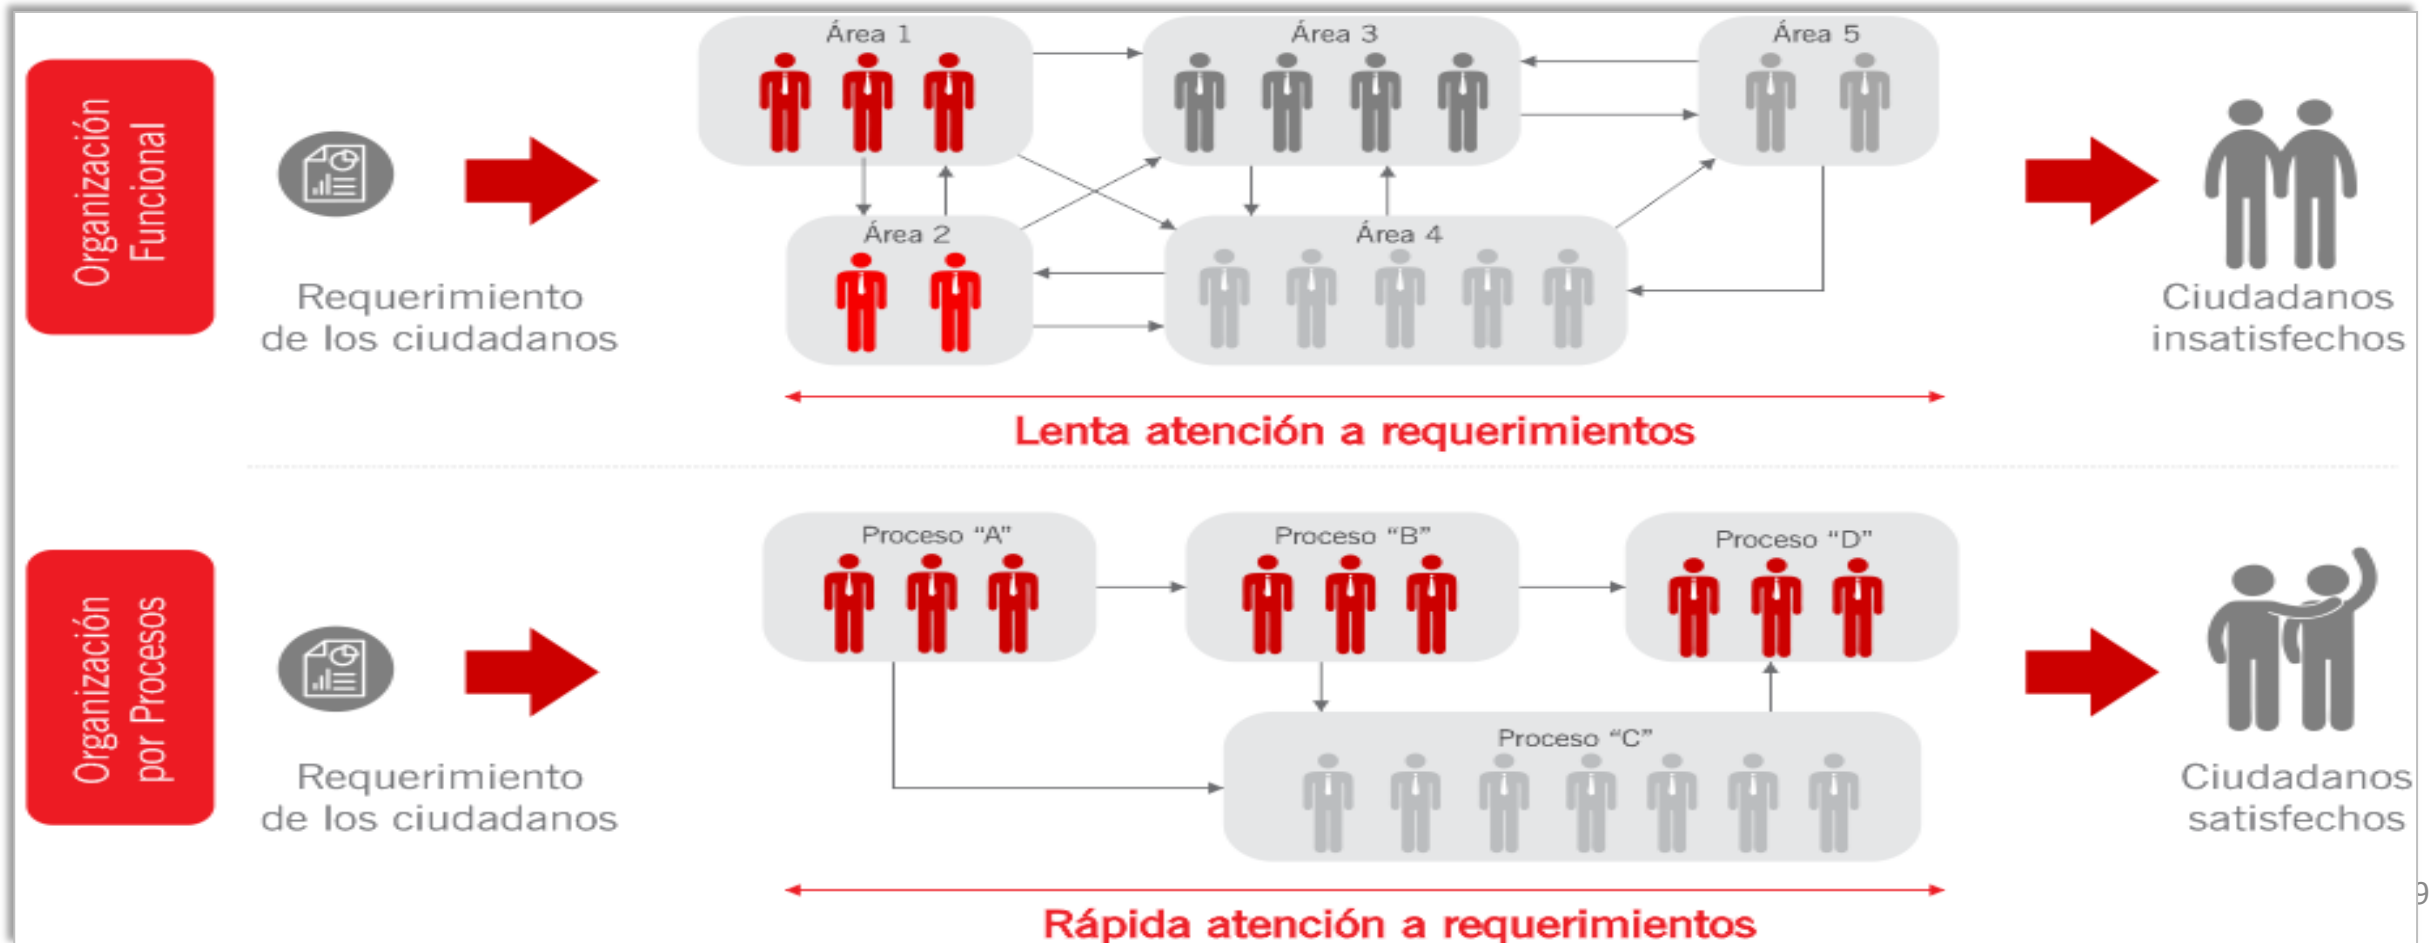 Organización
Funcional
Requerimiento
de los ciudadanos
Área 1
Área 3
Área 5
Área 2
Área 4
Ciudadanos
insatisfechos
Lenta atención a requerimientos
Organización
por Procesos
Requerimiento
de los ciudadanos
Proceso “A”
Proceso “B”
Proceso “D”
Proceso “C”
Ciudadanos
satisfechos
Rápida atención a requerimientos
9